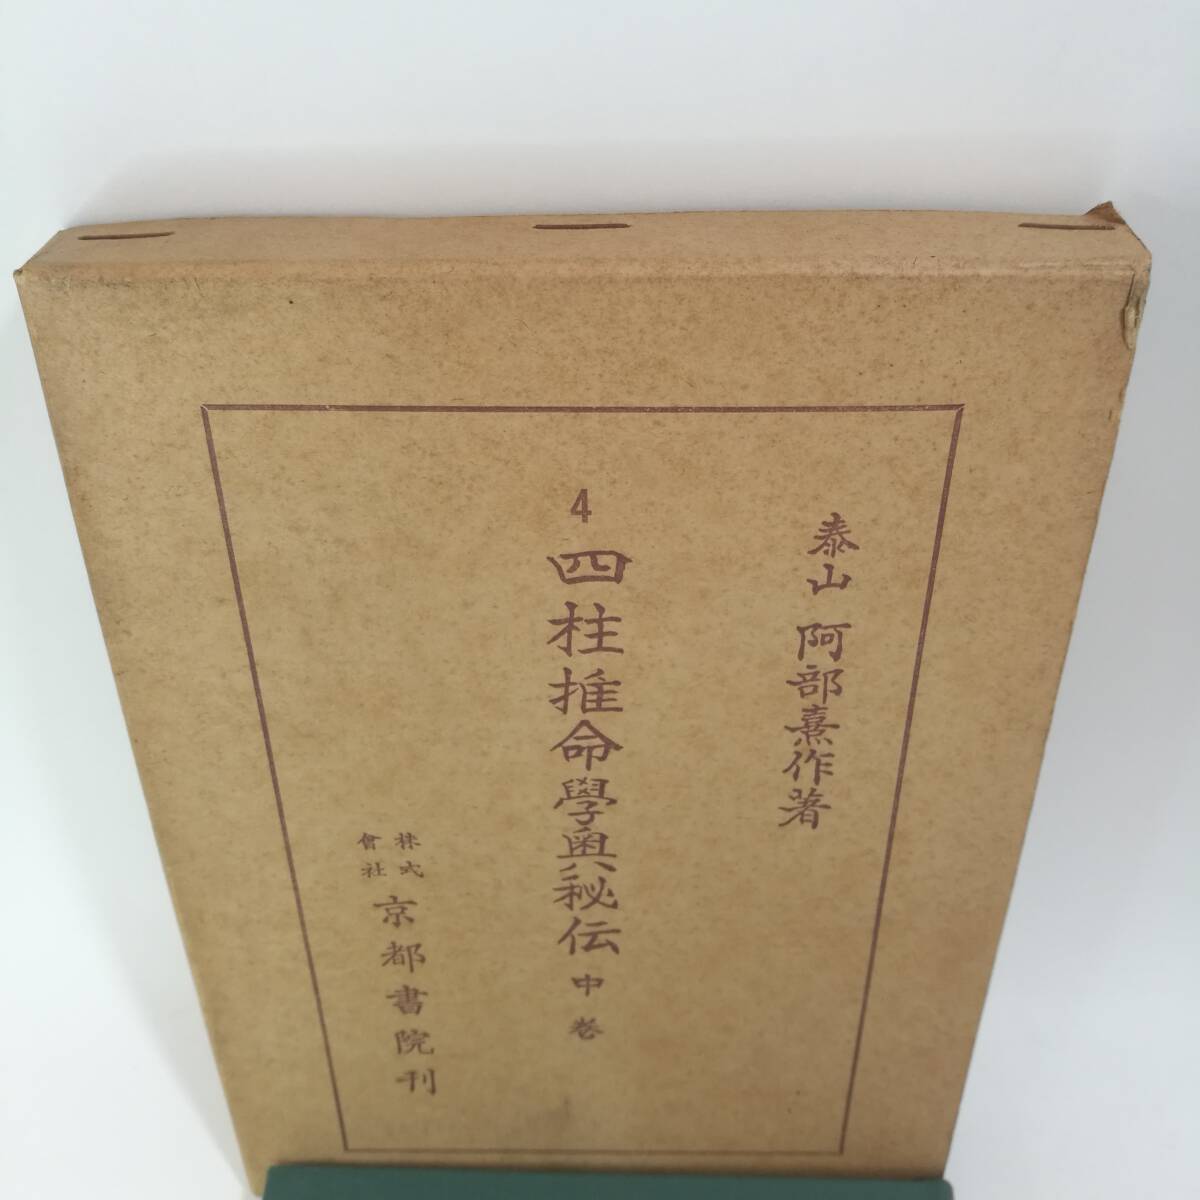 泰山 阿部熹作著
4 四柱推命學奥秘伝 中巻
株式會社 京都書院刊